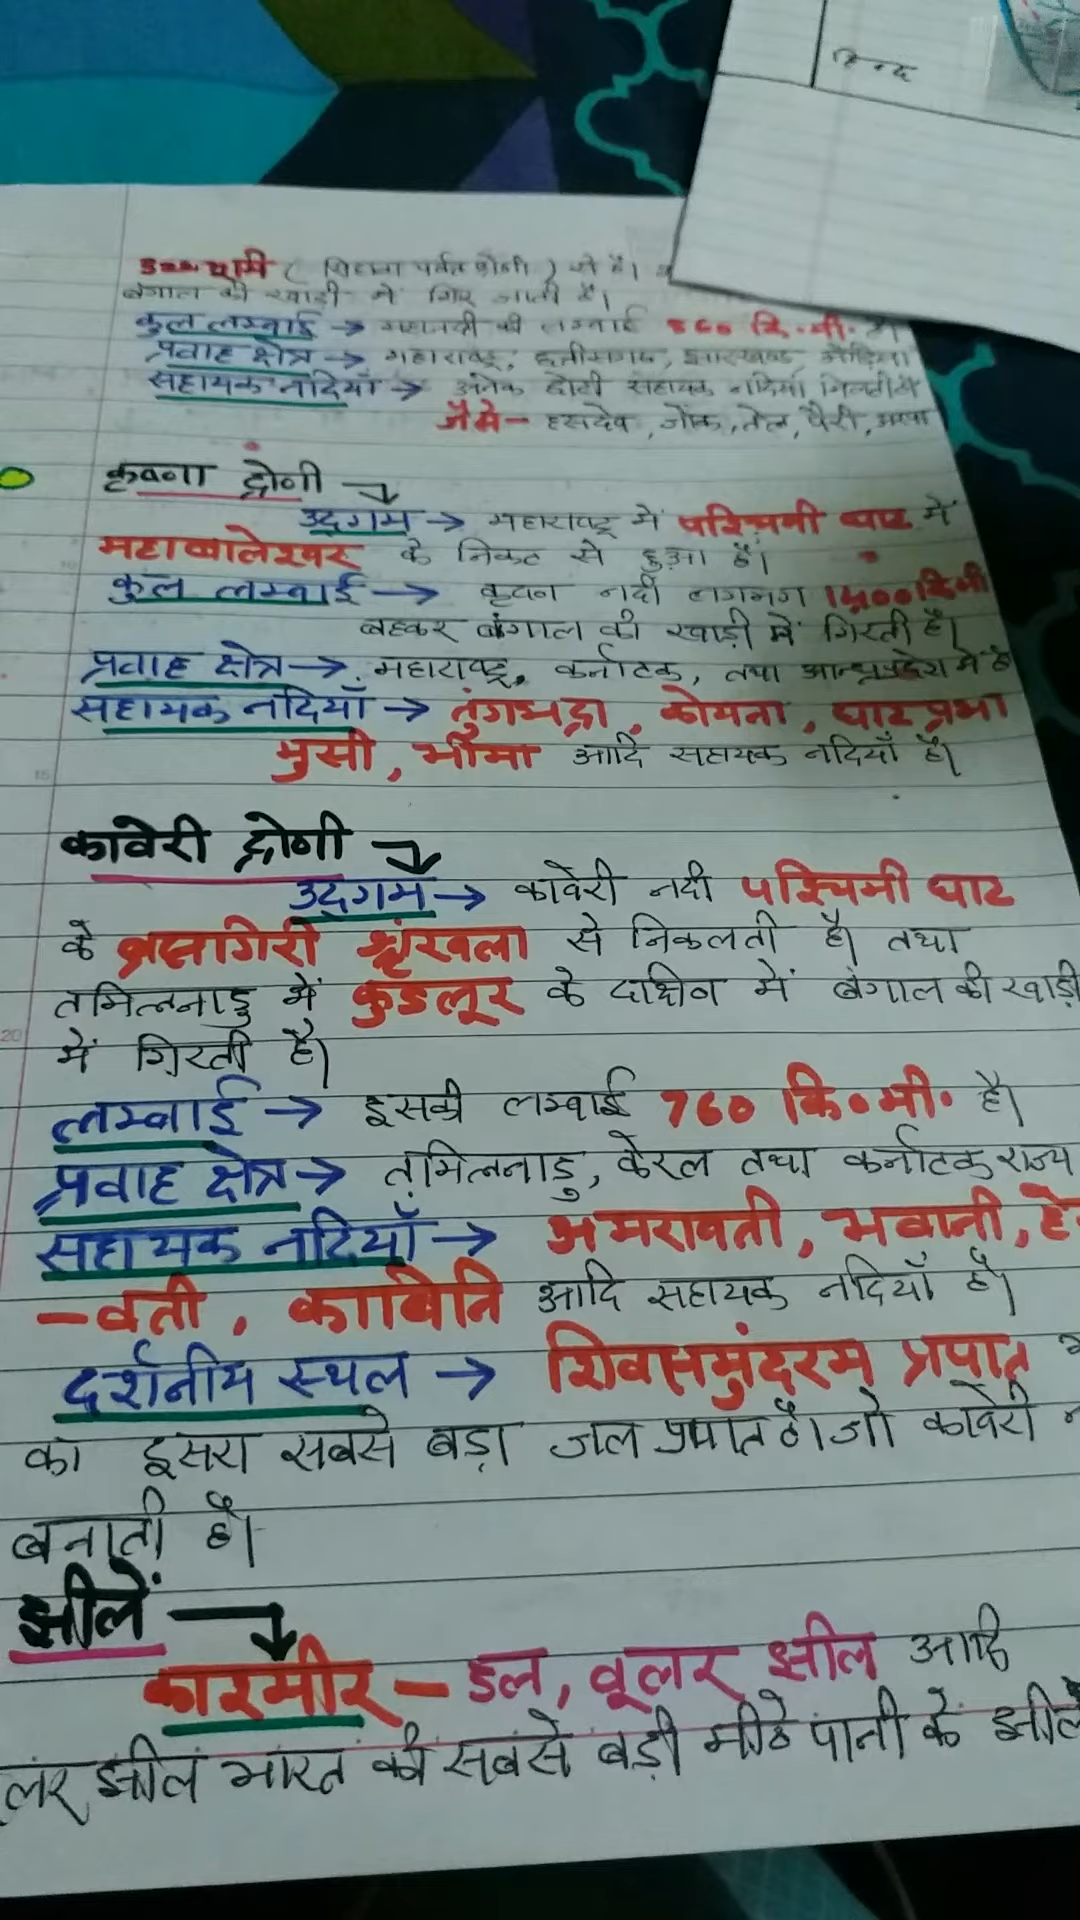 बंगाल की खाड़ी में गिर जाती है।
कुल लम्बाई → महानदी की लम्बाई 860 कि.मी. है।
प्रवाह क्षेत्र → महाराष्ट्र, छत्तीसगढ़, झारखण्ड
सहायक नदियाँ → अनेक छोटी सहायक नदियाँ
जैसे - हसदेव, जोंक, तेल,
कृष्णा द्रोणी →
उद्गम → महाराष्ट्र में पश्चिमी घाट में
महाबालेश्वर के निकट से हुआ है।
कुल लम्बाई → कृष्णा नदी लगभग 1400 कि मी
बहकर बंगाल की खाड़ी में गिरती है।
प्रवाह क्षेत्र → महाराष्ट्र, कर्नाटक, तथा आन्ध्रप्रदेश में है
सहायक नदियाँ → तुंगभद्रा, कोयना, घाटप्रभा
मुसी, भीमा आदि सहायक नदियाँ है।
कावेरी द्रोणी →
उद्गम → कावेरी नदी पश्चिमी घाट
के ब्रह्मगिरी श्रृंखला से निकलती है। तथा
तमिलनाडु में कुडलूर के दक्षिण में बंगाल की खाड़ी
में गिरती है।
लम्बाई → इसकी लम्बाई 760 कि.मी. है।
प्रवाह क्षेत्र → तमिलनाडु, केरल तथा कर्नाटक राज्य
सहायक नदियाँ → अमरावती, भवानी, हे
-वती, काबिनि आदि सहायक नदियाँ है।
दर्शनीय स्थल → शिवासमुंदरम प्रपात
का दूसरा सबसे बड़ा जल प्रपात है। जो कावेरी
बनाती है।
झीलें →
काश्मीर - डल, वूलर झील आदि
लर झील भारत की सबसे बड़ी मीठे पानी के झील